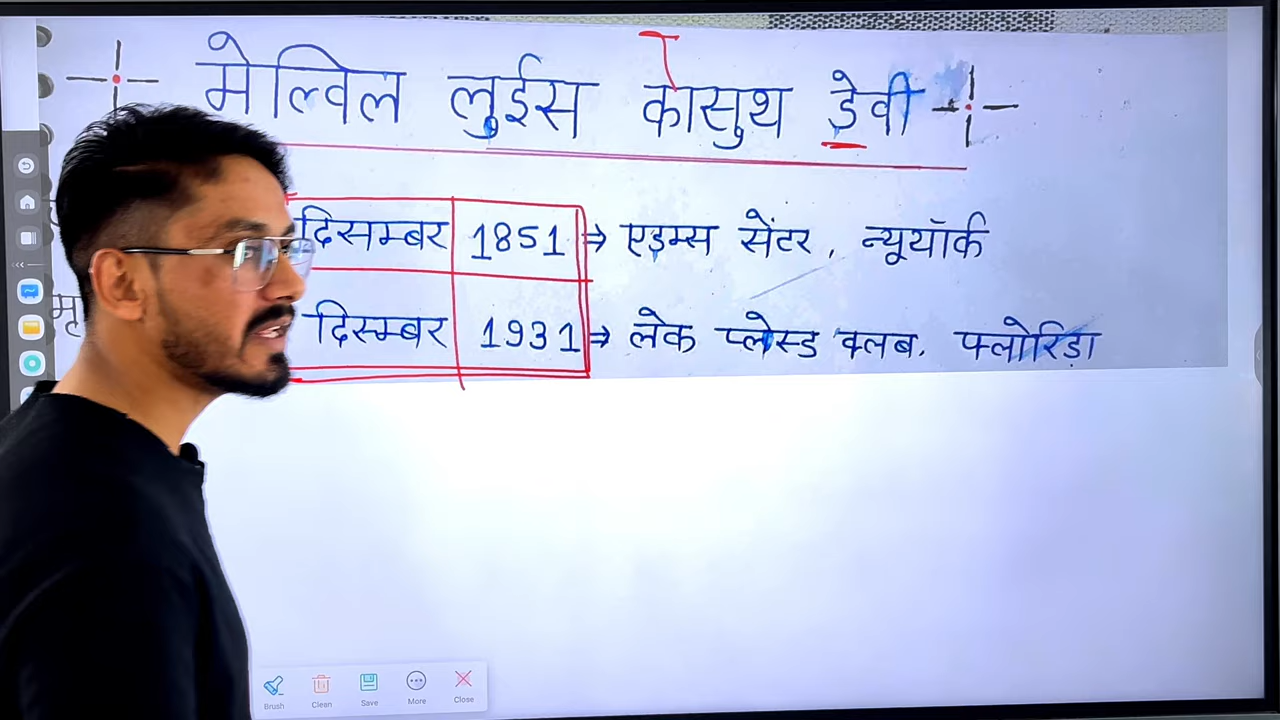 मेल्विल लुईस कोसुथ डेवी
दिसम्बर 1851 ⇒ एडम्स सेंटर, न्यूयॉर्क
दिसम्बर 1931 ⇒ लेक प्लेस्ड क्लब, फ्लोरिडा
Brush Clean Save More Close